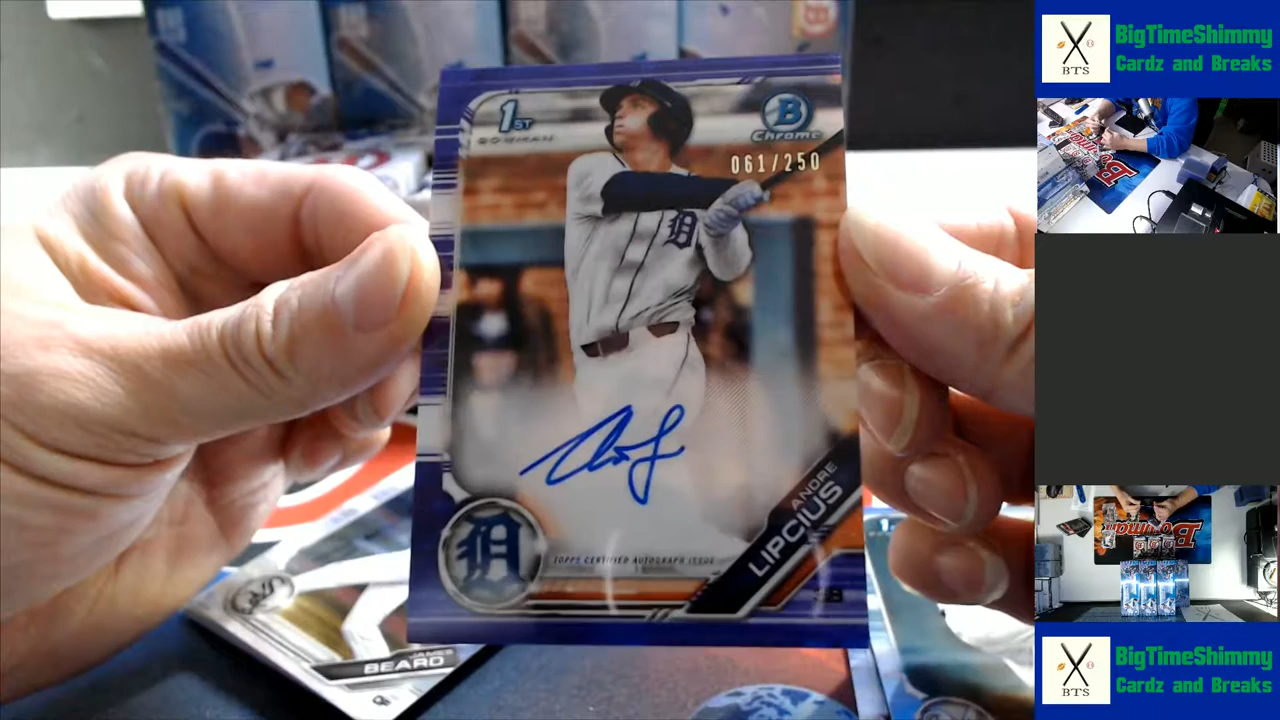 1ST
BOWMAN
B
Chrome
061/250
D
ANDRE
LIPCIUS
D
TOPPS CERTIFIED AUTOGRAPH ISSUE
JAMES
BEARD
BigTimeShimmy
Cardz and Breaks
BTS
Bowman
BigTimeShimmy
Cardz and Breaks
BTS